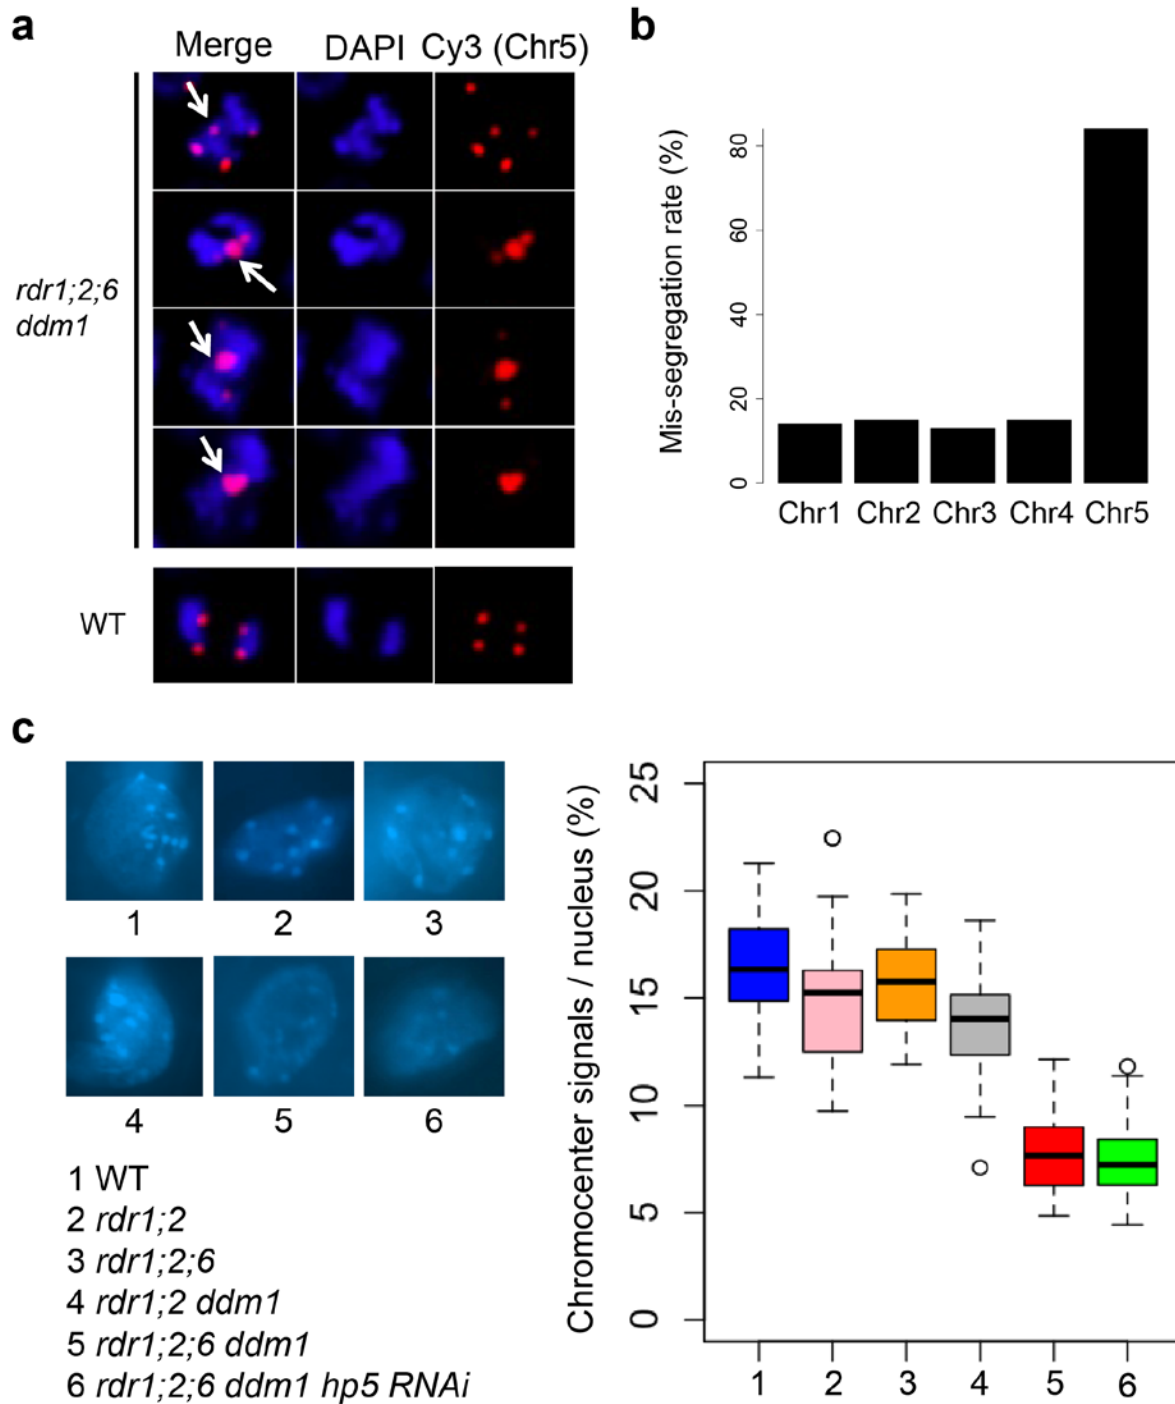 a
Merge DAPI Cy3 (Chr5)
rdr1;2;6
ddm1
WT
b
Mis-segregation rate (%)
80
60
40
20
0
Chr1 Chr2 Chr3 Chr4 Chr5
c
1 2 3
4 5 6
1 WT
2 rdr1;2
3 rdr1;2;6
4 rdr1;2 ddm1
5 rdr1;2;6 ddm1
6 rdr1;2;6 ddm1 hp5 RNAi
Chromocenter signals / nucleus (%)
25
20
15
10
5
0
1 2 3 4 5 6